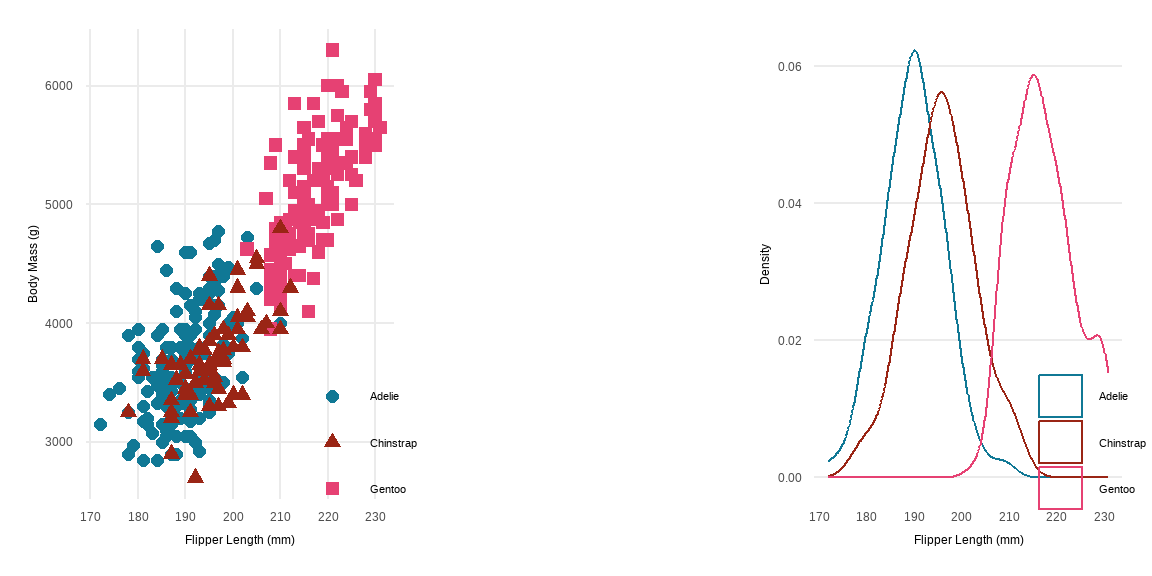 6000
5000
4000
3000
Body Mass (g)
170 180 190 200 210 220 230
Flipper Length (mm)
Adelie
Chinstrap
Gentoo
0.06
0.04
0.02
0.00
Density
170 180 190 200 210 220 230
Flipper Length (mm)
Adelie
Chinstrap
Gentoo